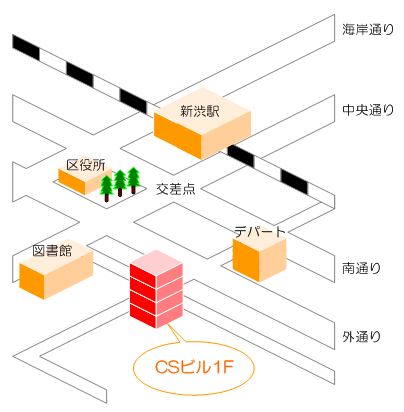 海岸通り
中央通り
新渋駅
区役所
交差点
デパート
図書館
南通り
外通り
CSビル1F